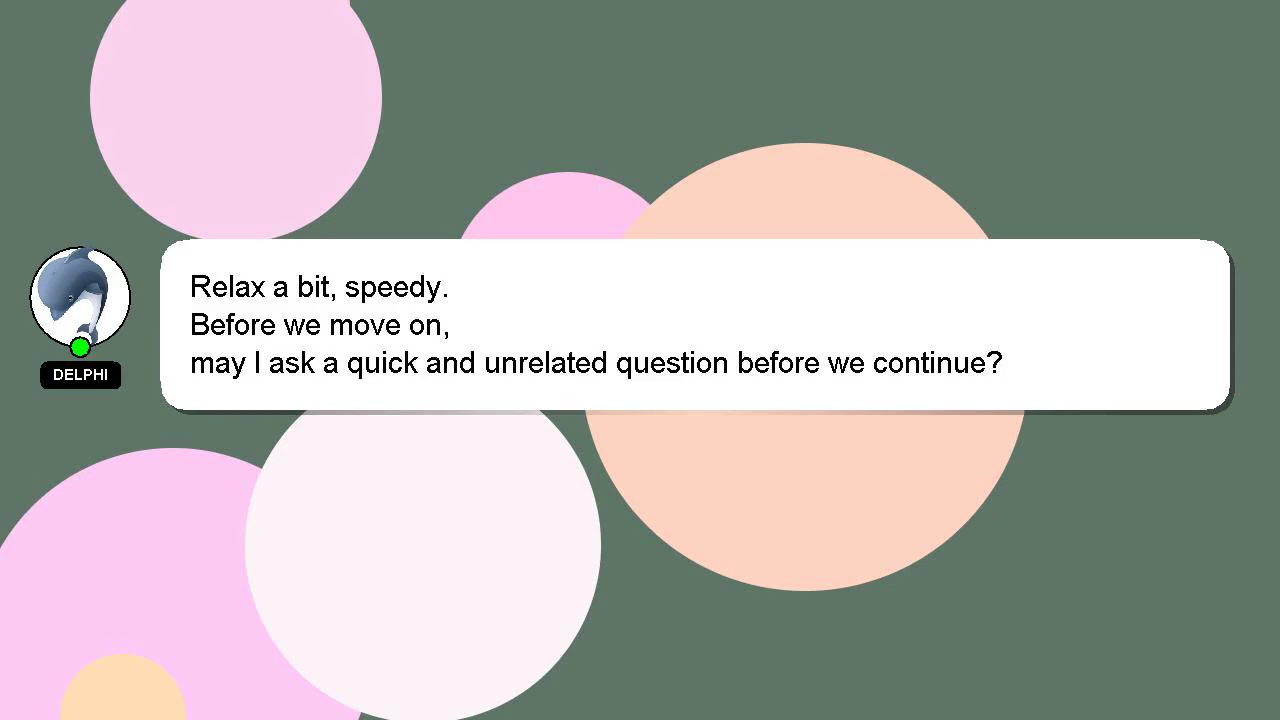 Relax a bit, speedy.
Before we move on,
may I ask a quick and unrelated question before we continue?
DELPHI